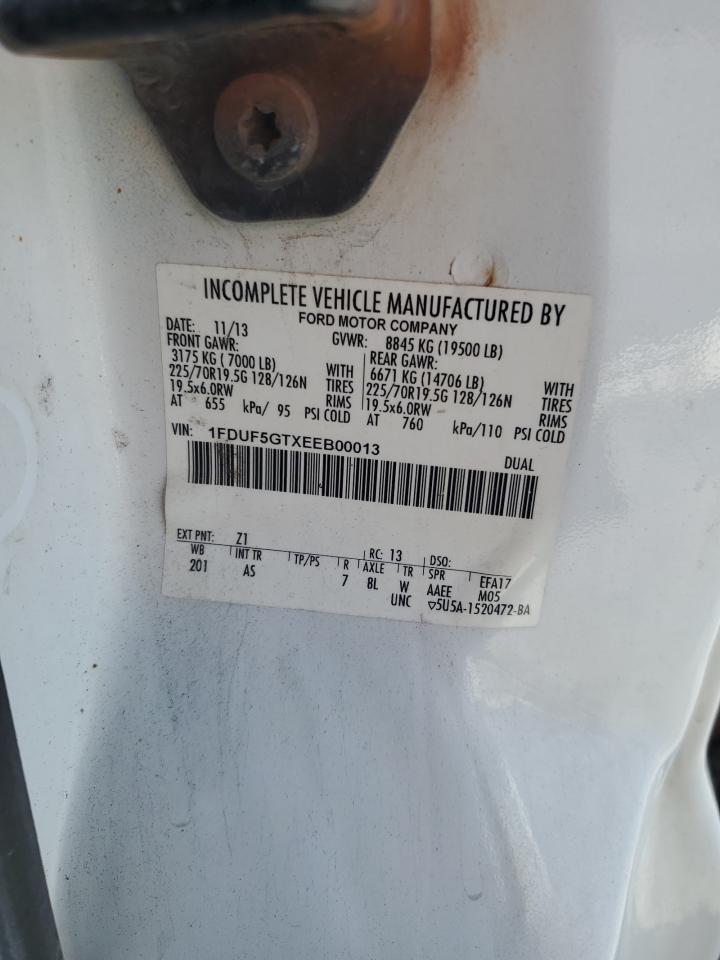 INCOMPLETE VEHICLE MANUFACTURED BY
FORD MOTOR COMPANY
DATE: 11/13 GVWR: 8845 KG (19500 LB)
FRONT GAWR: REAR GAWR:
3175 KG ( 7000 LB) WITH 6671 KG (14706 LB) WITH
225/70R19.5G 128/126N TIRES 225/70R19.5G 128/126N TIRES
19.5x6.0RW RIMS 19.5x6.0RW RIMS
AT 655 kPa/ 95 PSI COLD AT 760 kPa/110 PSI COLD
VIN: 1FDUF5GTXEEB00013
DUAL
EXT PNT: Z1 RC: 13 DSO:
WB INT TR TP/PS R AXLE TR SPR EFA17
201 AS 7 8L W AAEE M05
UNC ▽5U5A-1520472-BA